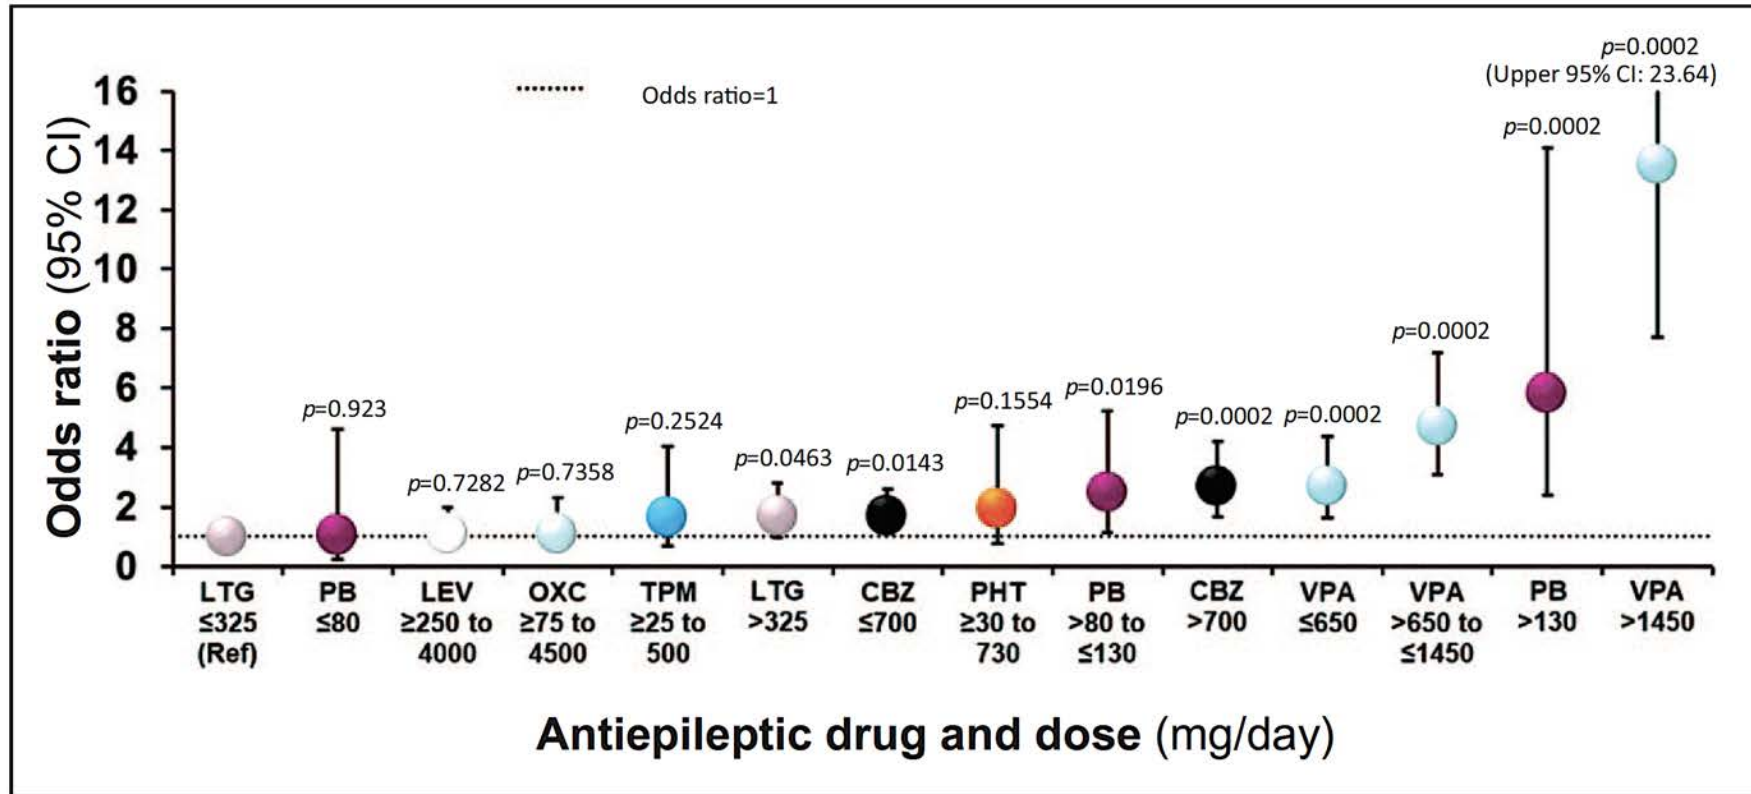 p=0.0002
(Upper 95% CI: 23.64)
16
Odds ratio=1
p=0.0002
14
12
10
8
p=0.0002
6
p=0.923
p=0.2524
p=0.1554
p=0.0196
p=0.0002
p=0.0002
4
p=0.7282
p=0.7358
p=0.0463
p=0.0143
2
0
Odds ratio (95% CI)
LTG
≤325
(Ref)
PB
≤80
LEV
≥250 to
4000
OXC
≥75 to
4500
TPM
≥25 to
500
LTG
>325
CBZ
≤700
PHT
≥30 to
730
PB
>80 to
≤130
CBZ
>700
VPA
≤650
VPA
>650 to
≤1450
PB
>130
VPA
>1450
Antiepileptic drug and dose (mg/day)